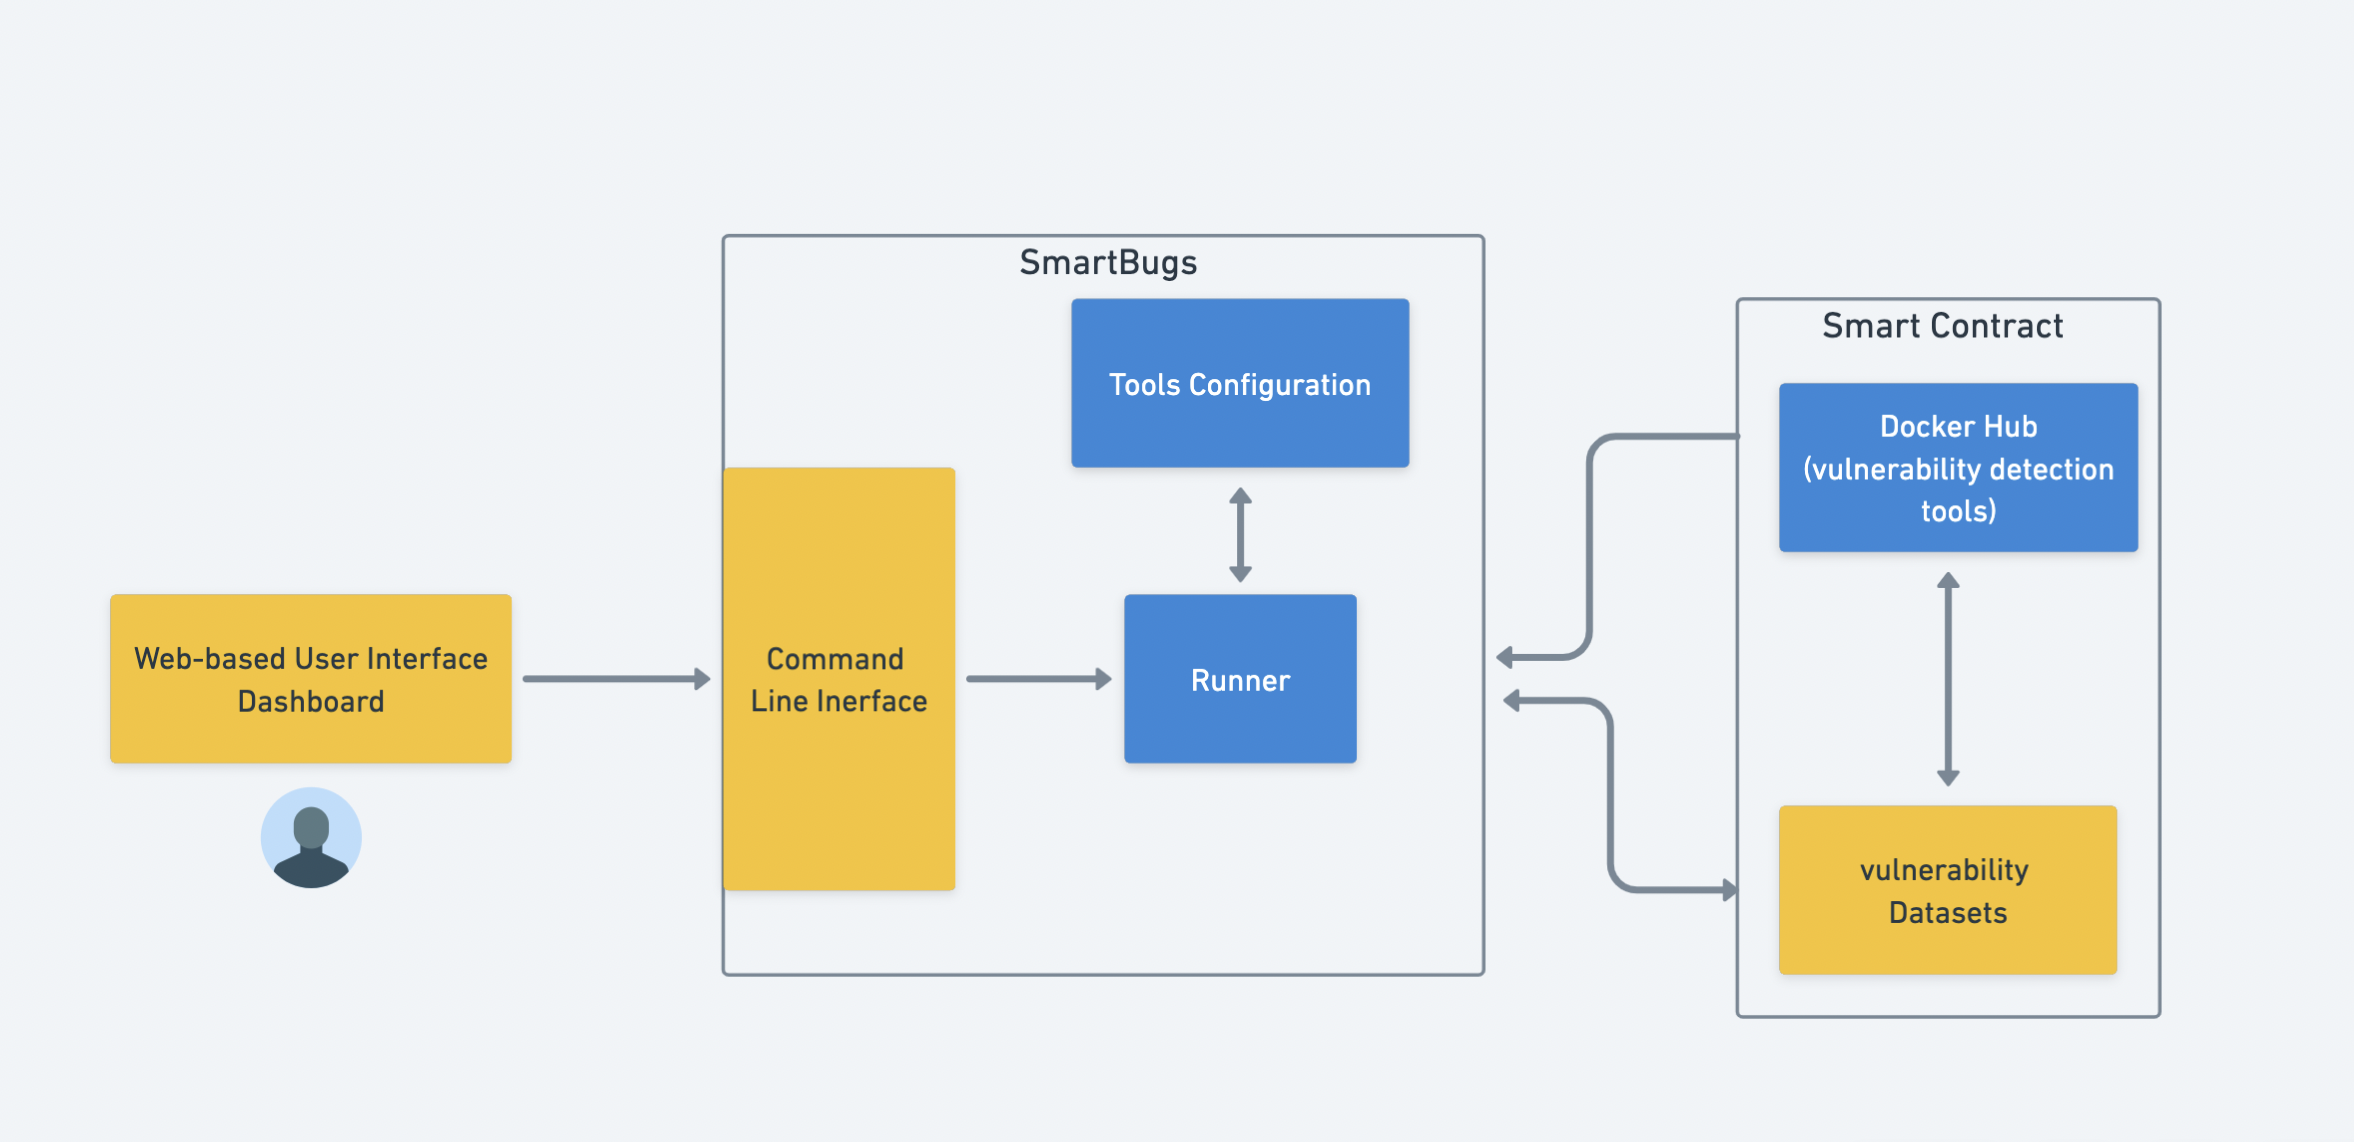 SmartBugs
Tools Configuration
Web-based User Interface
Dashboard
Command
Line Inerface
Runner
Smart Contract
Docker Hub
(vulnerability detection
tools)
vulnerability
Datasets